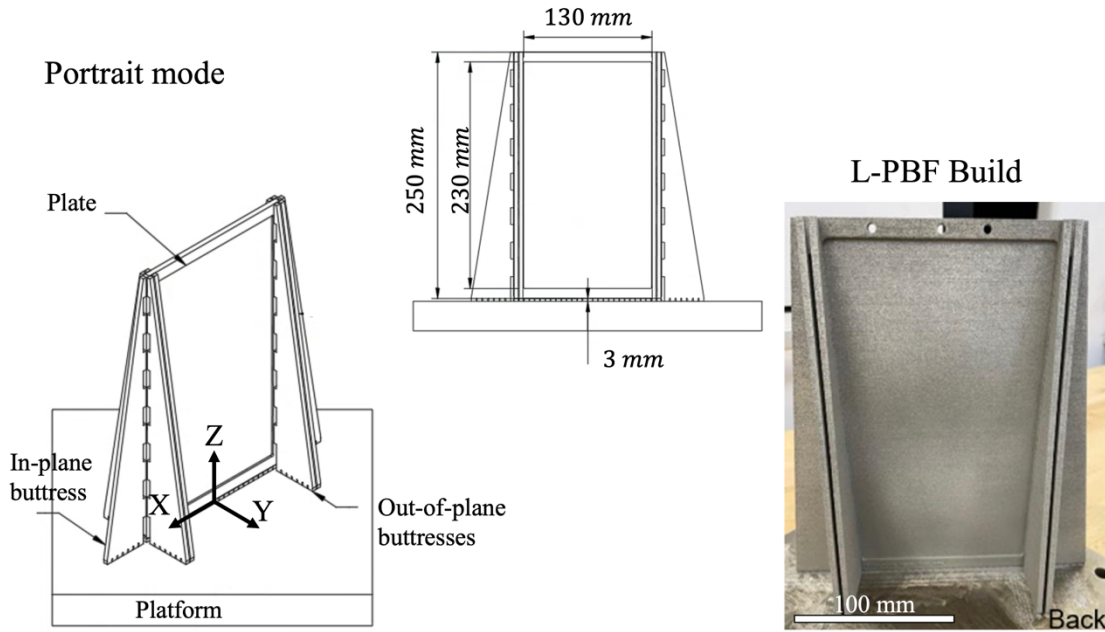 Portrait mode
130 mm
250 mm
230 mm
3 mm
L-PBF Build
Plate
In-plane
buttress
Z
X
Y
Out-of-plane
buttresses
Platform
100 mm
Back